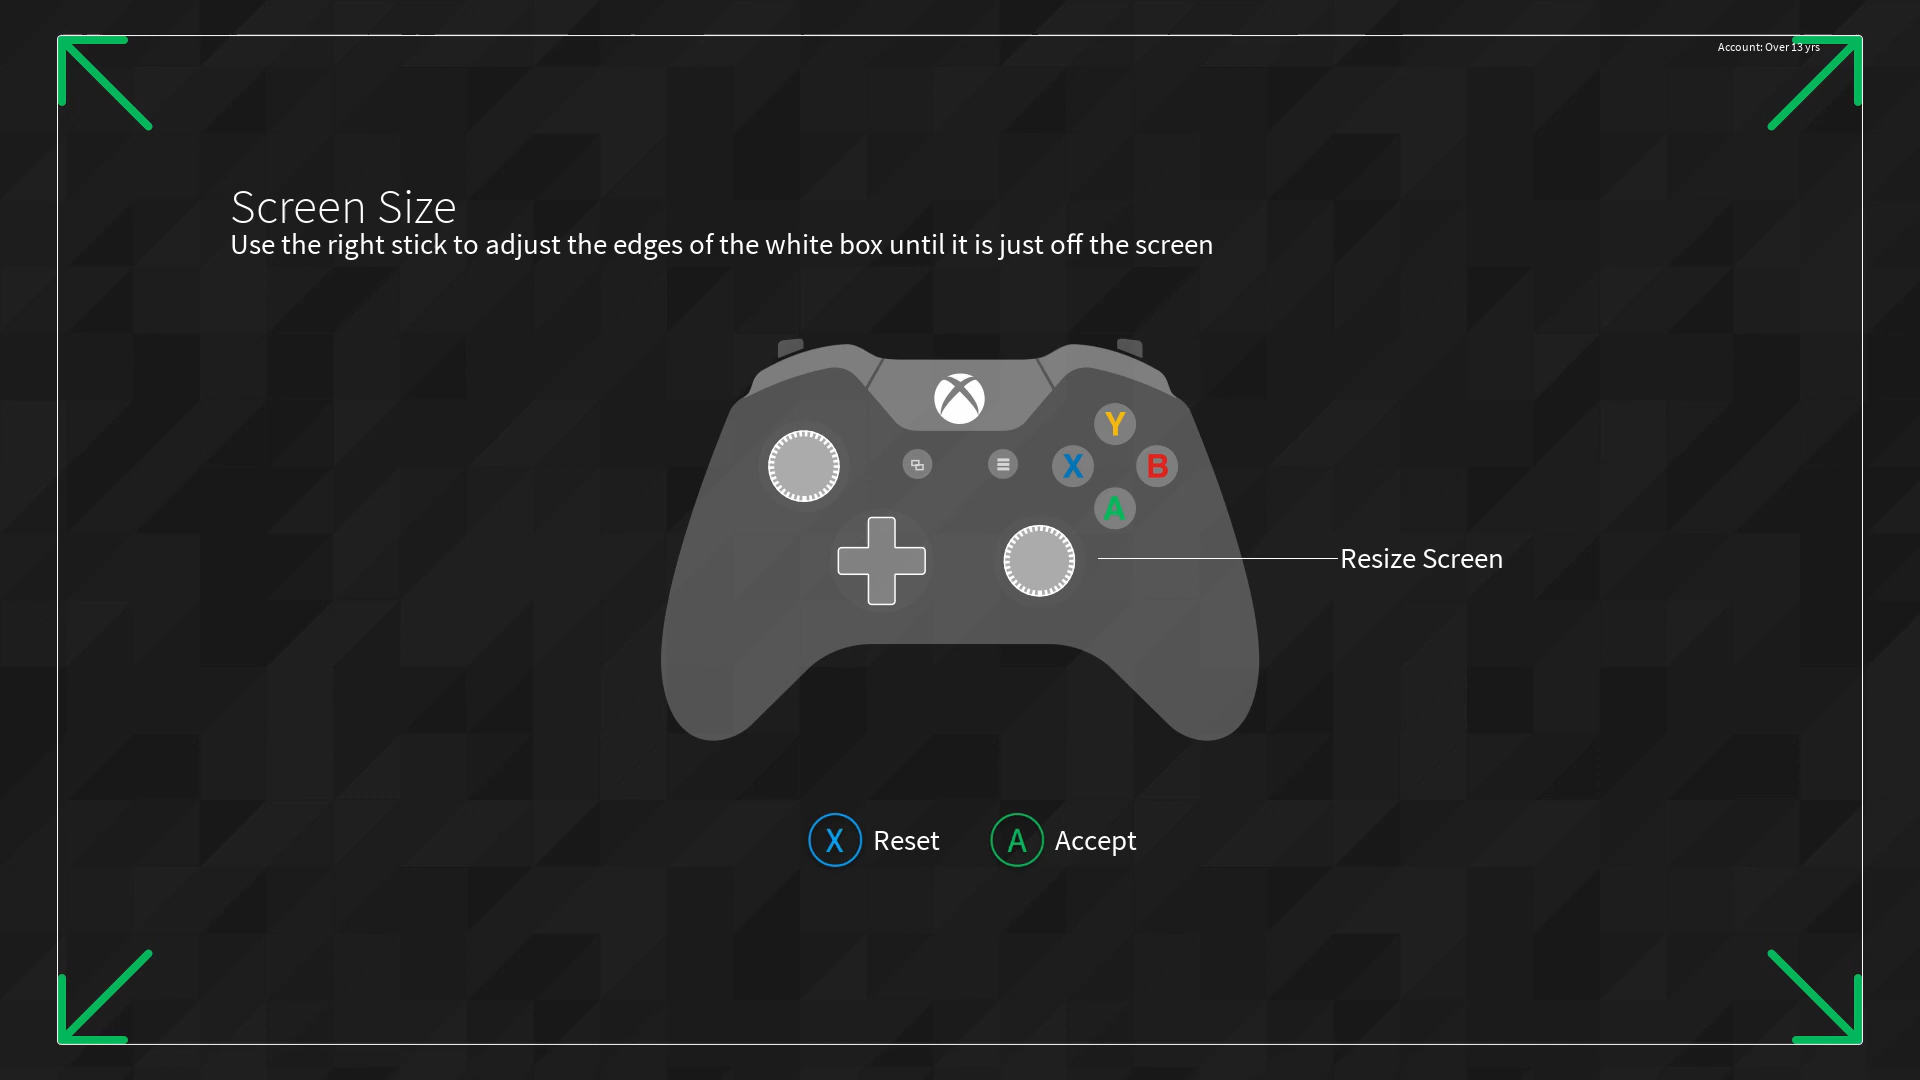 Account: Over 13 yrs
Screen Size
Use the right stick to adjust the edges of the white box until it is just off the screen
Y
X
B
A
Resize Screen
X Reset
A Accept